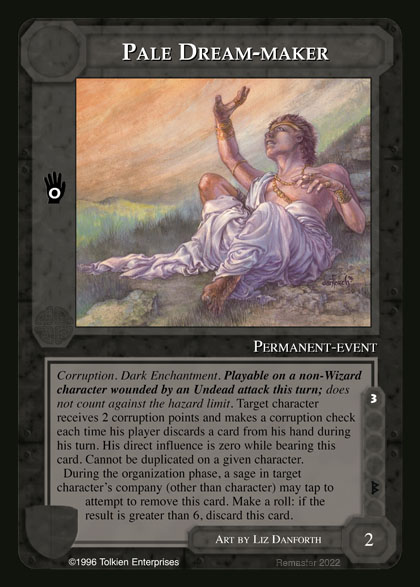 Pale Dream-maker
Permanent-event
Corruption. Dark Enchantment. Playable on a non-Wizard
character wounded by an Undead attack this turn; does
not count against the hazard limit. Target character
receives 2 corruption points and makes a corruption check
each time his player discards a card from his hand during
his turn. His direct influence is zero while bearing this
card. Cannot be duplicated on a given character.
During the organization phase, a sage in target
character's company (other than character) may tap to
attempt to remove this card. Make a roll: if the
result is greater than 6, discard this card.
3
Art by Liz Danforth
2
©1996 Tolkien Enterprises
Remaster 2022